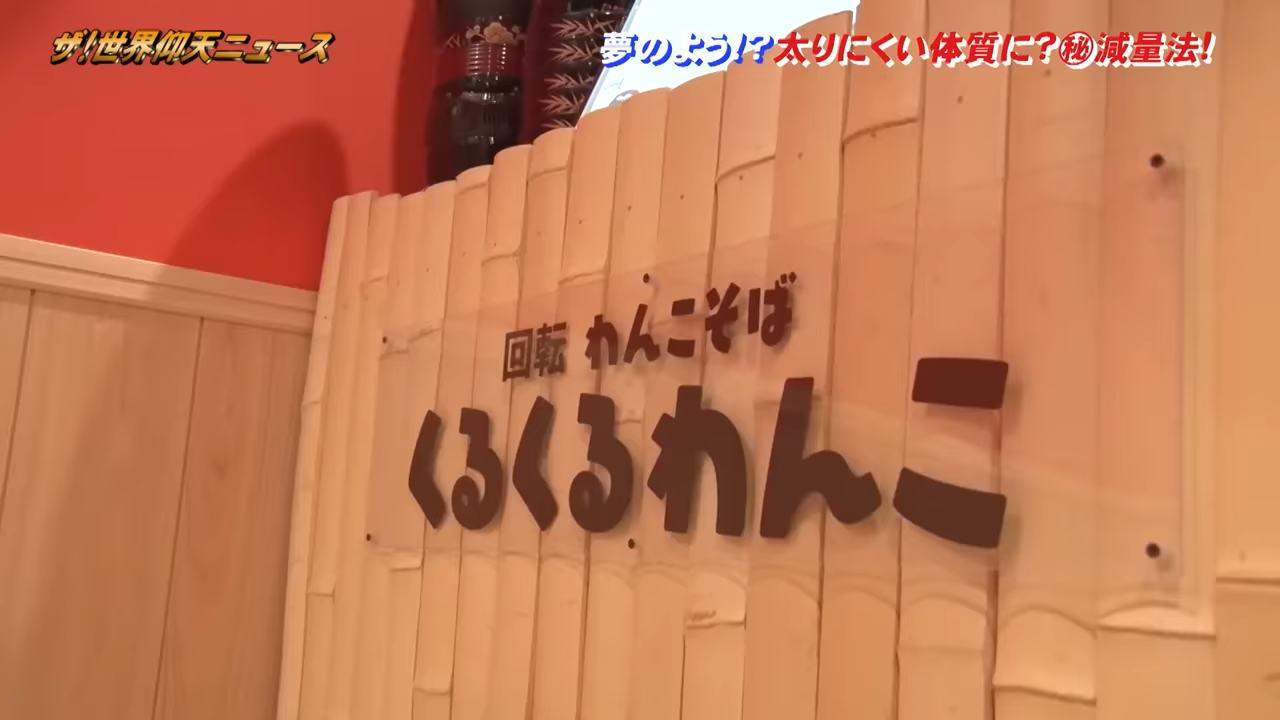 ザ!世界仰天ニュース
夢のよう!?太りにくい体質に?㊙減量法!
回転 わんこそば
くるくるわんこ